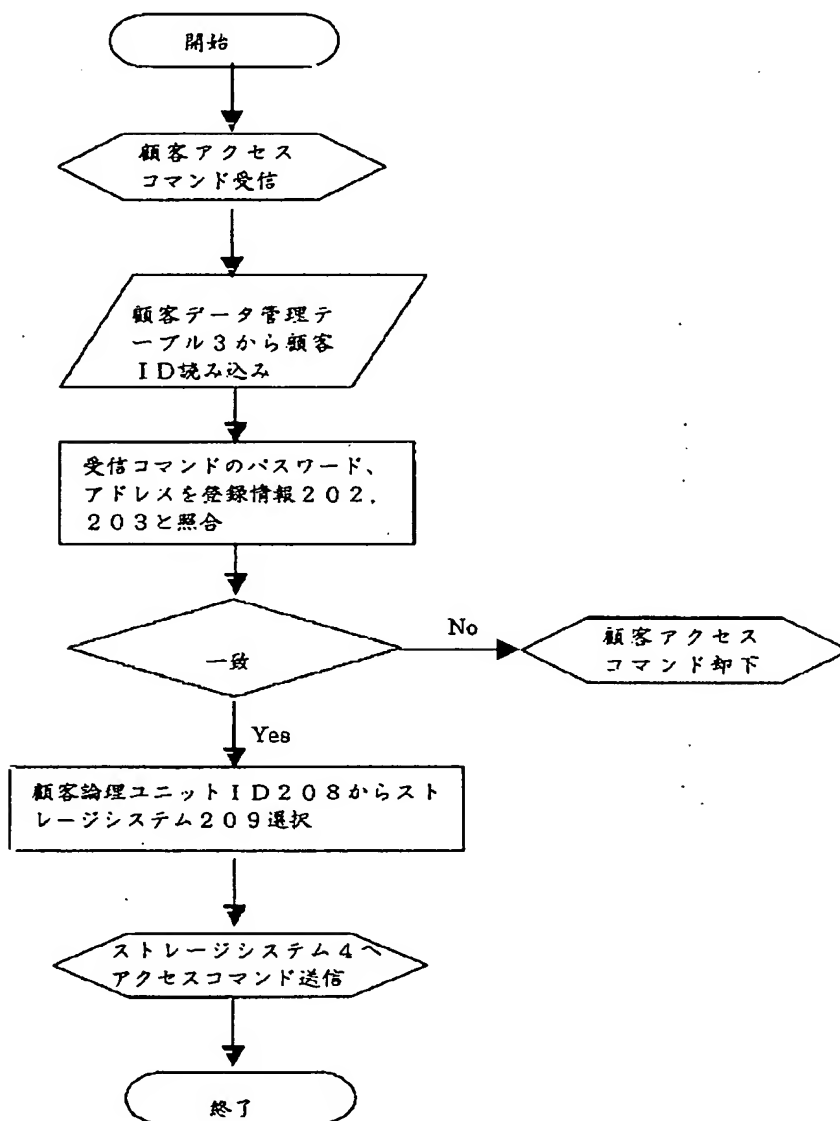 開始
顧客アクセス
コマンド受信
顧客データ管理テ
ーブル3から顧客
ID読み込み
受信コマンドのパスワード、
アドレスを登録情報202,
203と照合
一致
No
顧客アクセス
コマンド却下
Yes
顧客論理ユニットID208からスト
レージシステム209選択
ストレージシステム4へ
アクセスコマンド送信
終了